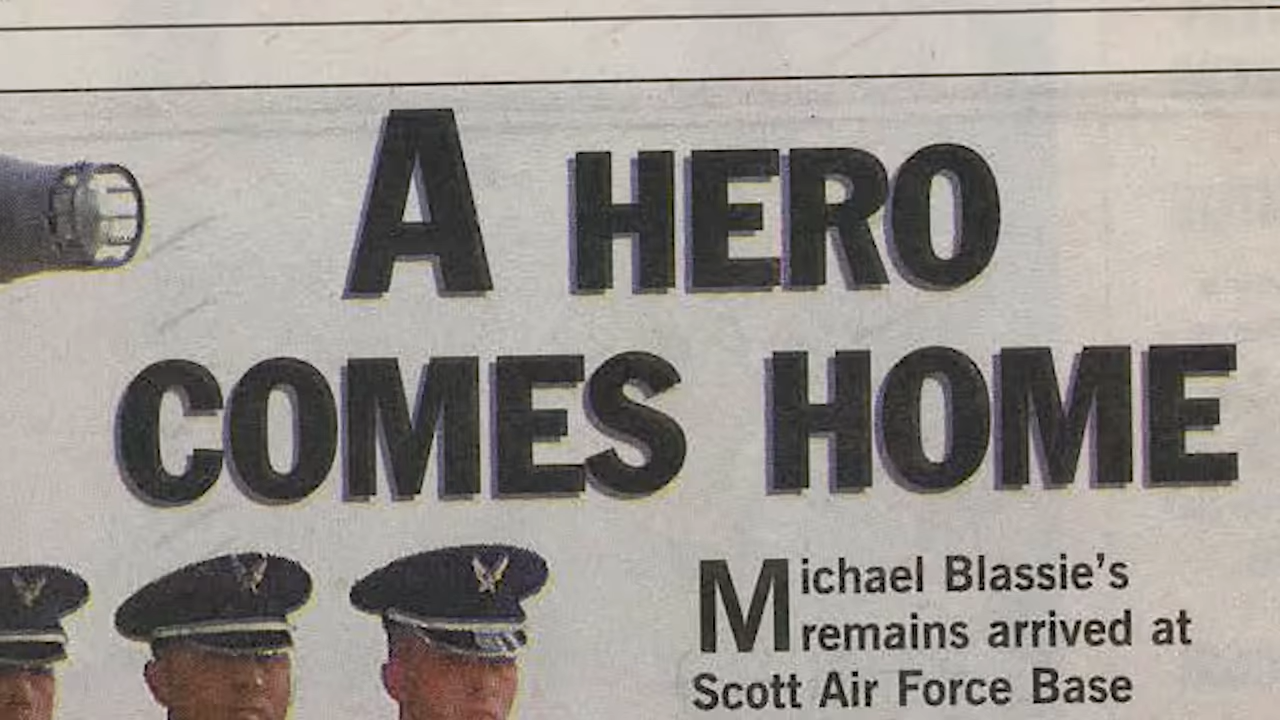 A HERO
COMES HOME
Michael Blassie's
remains arrived at
Scott Air Force Base